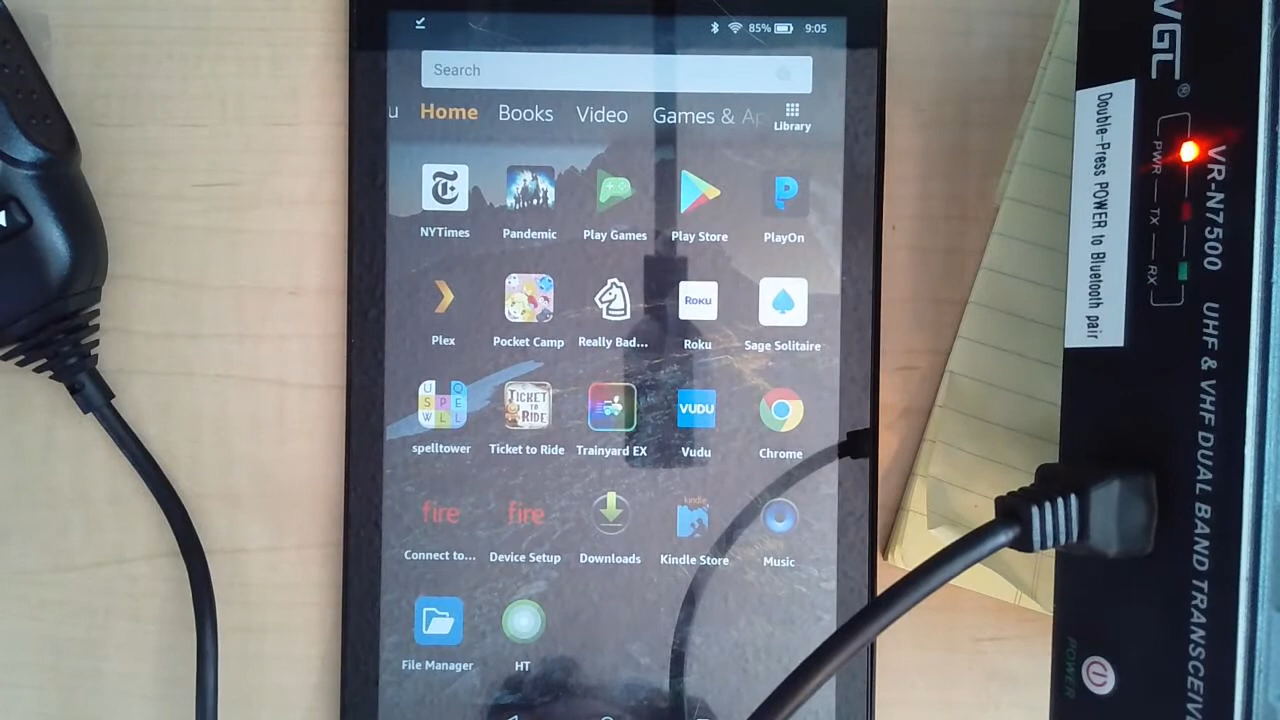 85% 9:05
Search
u Home Books Video Games & Ap
Library
NYTimes Pandemic Play Games Play Store PlayOn
Roku
Plex Pocket Camp Really Bad... Roku Sage Solitaire
U S P E W L Q E
TICKET to RIDE
VUDU
spelltower Ticket to Ride Trainyard EX Vudu Chrome
fire fire kindle
Connect to... Device Setup Downloads Kindle Store Music
File Manager HT
VGC®
Double-Press POWER to Bluetooth pair
PWR TX RX
VR-N7500 UHF & VHF DUAL BAND TRANSCEIV
POWER